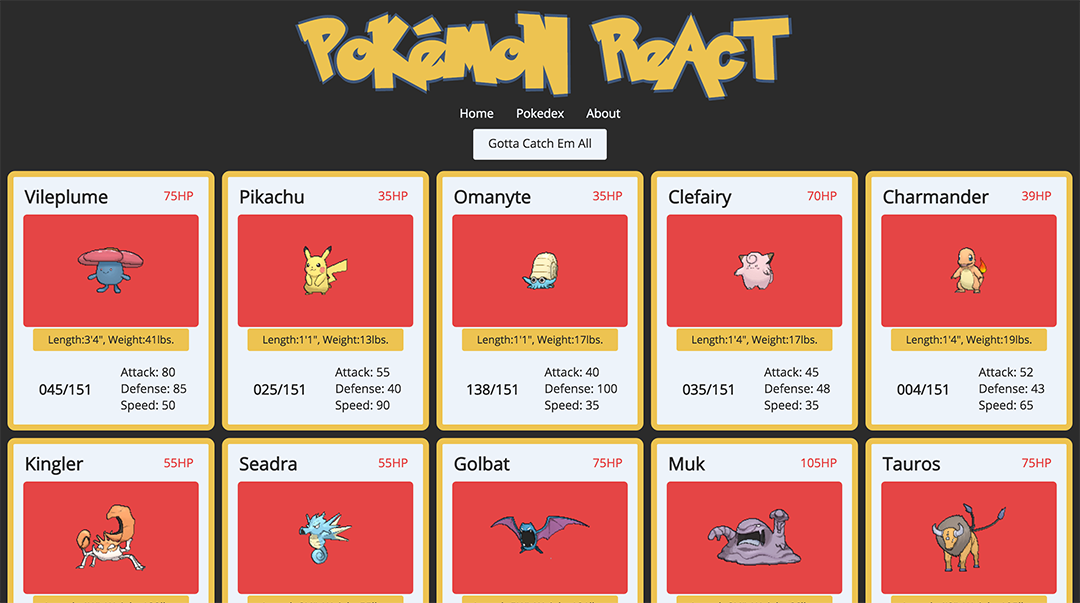 POKéMON REACT
Home Pokedex About
Gotta Catch Em All
Vileplume 75HP
Length:3'4", Weight:41lbs.
045/151
Attack: 80
Defense: 85
Speed: 50
Pikachu 35HP
Length:1'1", Weight:13lbs.
025/151
Attack: 55
Defense: 40
Speed: 90
Omanyte 35HP
Length:1'1", Weight:17lbs.
138/151
Attack: 40
Defense: 100
Speed: 35
Clefairy 70HP
Length:1'4", Weight:17lbs.
035/151
Attack: 45
Defense: 48
Speed: 35
Charmander 39HP
Length:1'4", Weight:19lbs.
004/151
Attack: 52
Defense: 43
Speed: 65
Kingler 55HP
Seadra 55HP
Golbat 75HP
Muk 105HP
Tauros 75HP